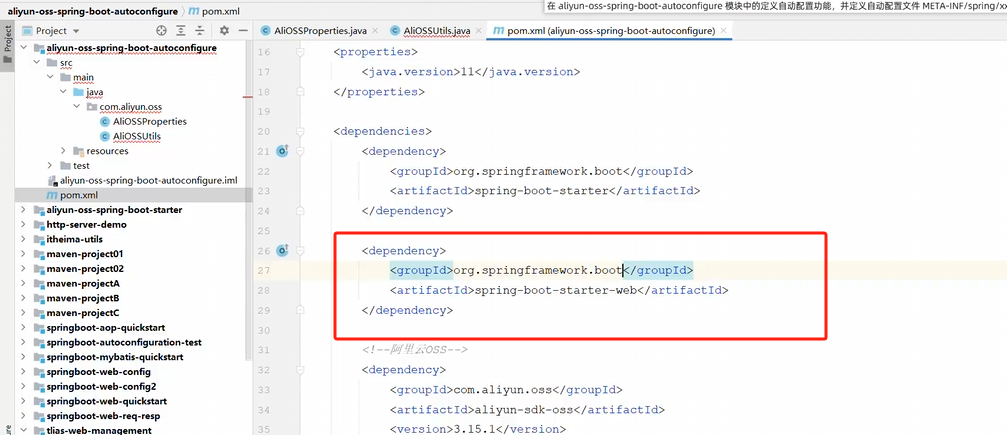 aliyun-oss-spring-boot-autoconfigure
pom.xml
在 aliyun-oss-spring-boot-autoconfigure 模块中的定义自动配置功能，并定义自动配置文件 META-INF/spring/xx
Project
Project
AliOSSProperties.java
AliOSSUtils.java
pom.xml (aliyun-oss-spring-boot-autoconfigure)
aliyun-oss-spring-boot-autoconfigure
src
main
java
com.aliyun.oss
AliOSSProperties
AliOSSUtils
resources
test
aliyun-oss-spring-boot-autoconfigure.iml
pom.xml
aliyun-oss-spring-boot-starter
http-server-demo
itheima-utils
maven-project01
maven-project02
maven-projectA
maven-projectB
maven-projectC
springboot-aop-quickstart
springboot-autoconfiguration-test
springboot-mybatis-quickstart
springboot-web-config
springboot-web-config2
springboot-web-quickstart
springboot-web-req-resp
tlias-web-management
16 <properties>
17 <java.version>11</java.version>
18 </properties>
19
20 <dependencies>
21 <dependency>
22 <groupId>org.springframework.boot</groupId>
23 <artifactId>spring-boot-starter</artifactId>
24 </dependency>
25
26 <dependency>
27 <groupId>org.springframework.boot</groupId>
28 <artifactId>spring-boot-starter-web</artifactId>
29 </dependency>
30
31 <!--阿里云OSS-->
32 <dependency>
33 <groupId>com.aliyun.oss</groupId>
34 <artifactId>aliyun-sdk-oss</artifactId>
35 <version>3.15.1</version>